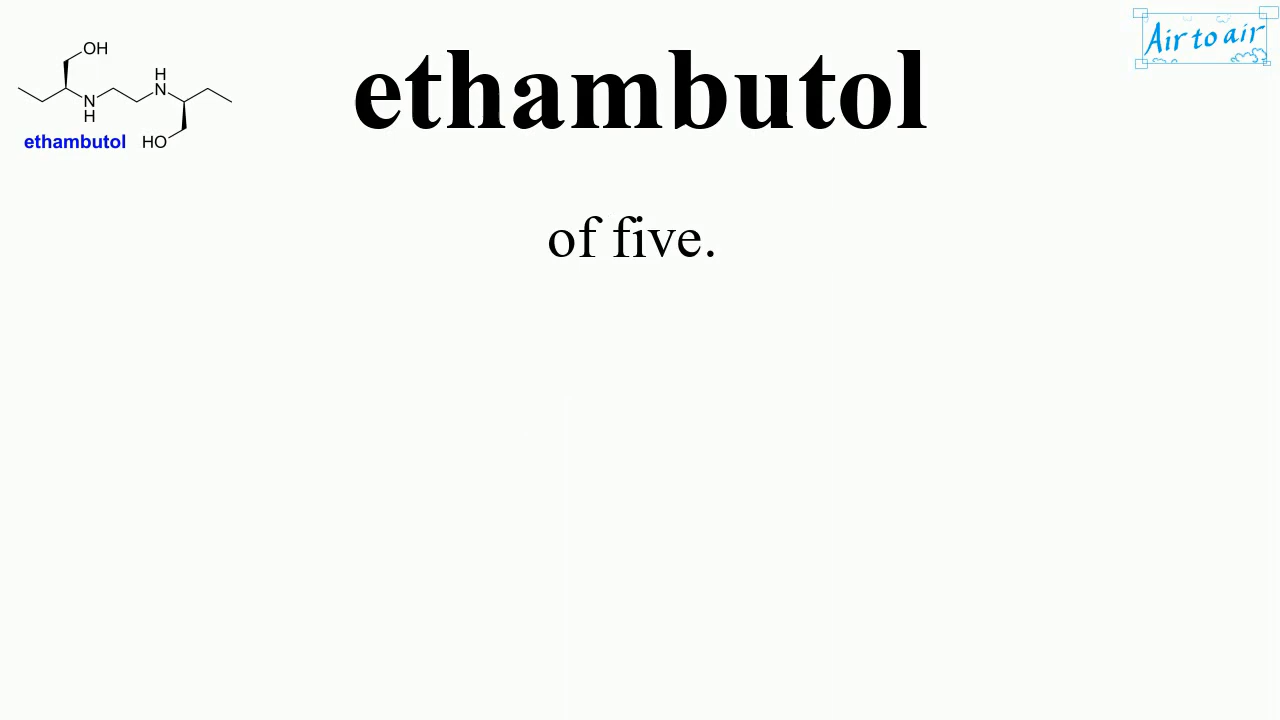 OH
H
N
N
H
ethambutol
HO
ethambutol
Air to air
of five.